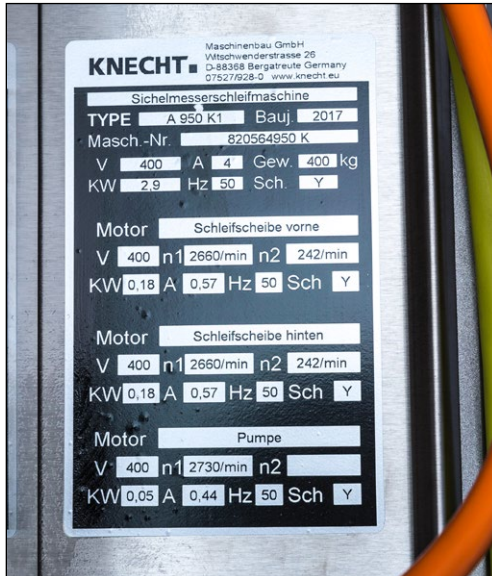 KNECHT
Maschinenbau GmbH
Witschwenderstrasse 26
D-88368 Bergatreute Germany
07527/928-0 www.knecht.eu
Sichelmesserschleifmaschine
TYPE A 950 K1 Bauj. 2017
Masch.-Nr. 820564950 K
V 400 A 4 Gew. 400 kg
KW 2,9 Hz 50 Sch. Y
Motor Schleifscheibe vorne
V 400 n1 2660/min n2 242/min
KW 0,18 A 0,57 Hz 50 Sch Y
Motor Schleifscheibe hinten
V 400 n1 2660/min n2 242/min
KW 0,18 A 0,57 Hz 50 Sch Y
Motor Pumpe
V 400 n1 2730/min n2
KW 0,05 A 0,44 Hz 50 Sch Y